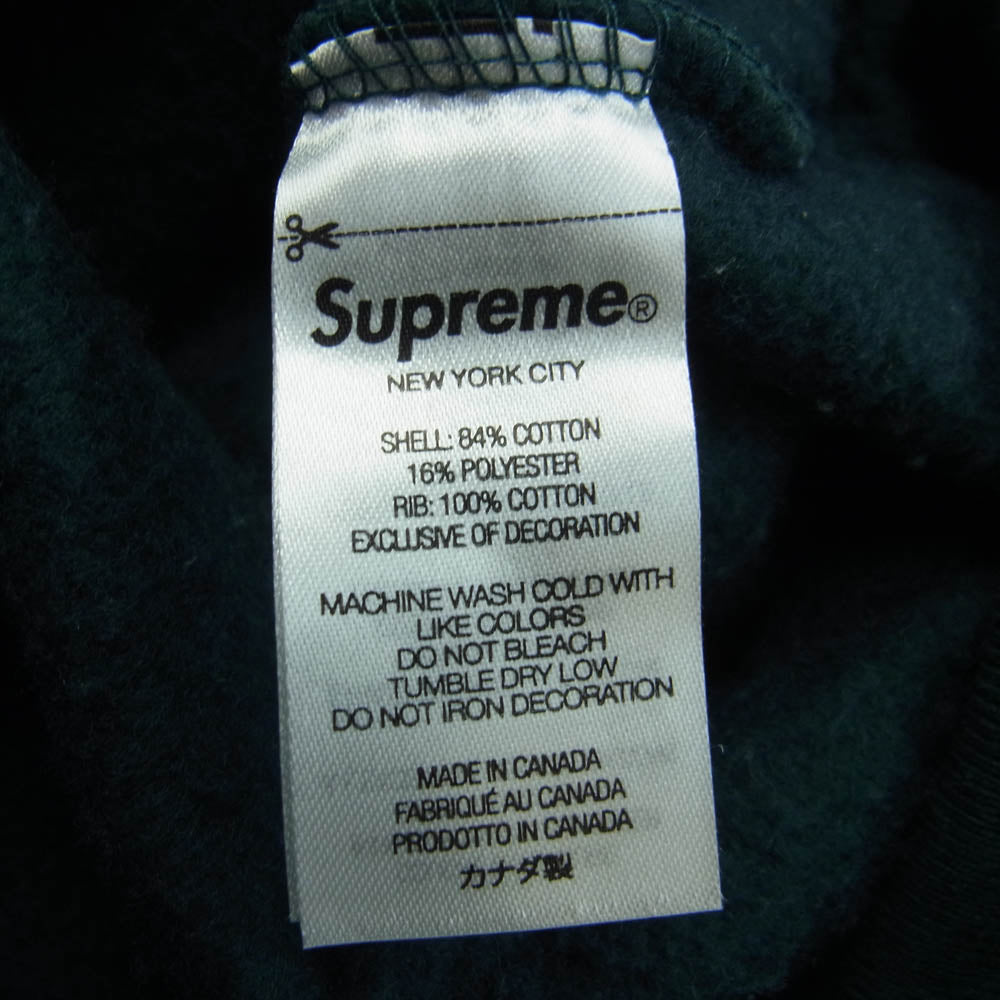 Supreme®
NEW YORK CITY
SHELL: 84% COTTON
16% POLYESTER
RIB: 100% COTTON
EXCLUSIVE OF DECORATION
MACHINE WASH COLD WITH
LIKE COLORS
DO NOT BLEACH
TUMBLE DRY LOW
DO NOT IRON DECORATION
MADE IN CANADA
FABRIQUÉ AU CANADA
PRODOTTO IN CANADA
カナダ製